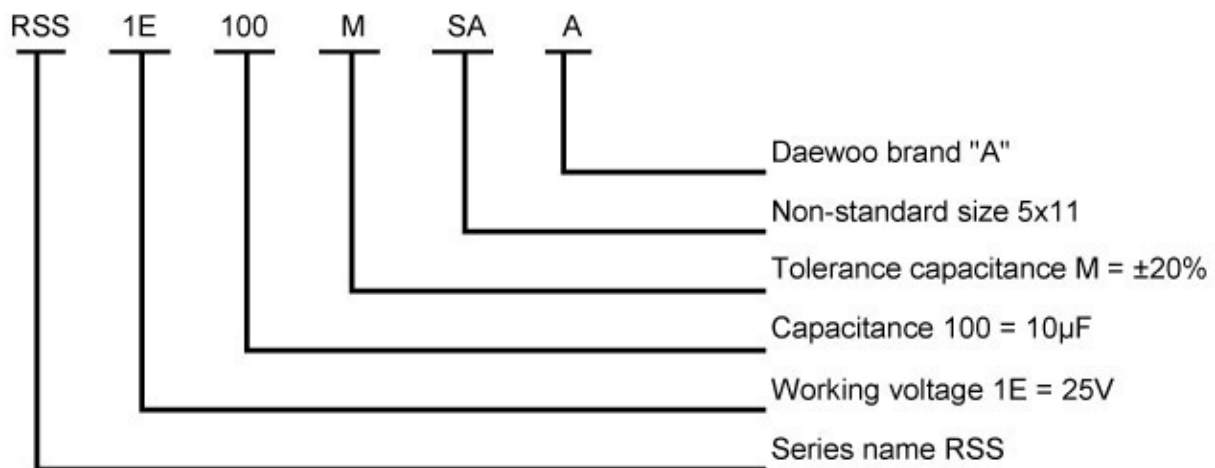 RSS 1E 100 M SA A
Daewoo brand "A"
Non-standard size 5x11
Tolerance capacitance M = ±20%
Capacitance 100 = 10µF
Working voltage 1E = 25V
Series name RSS